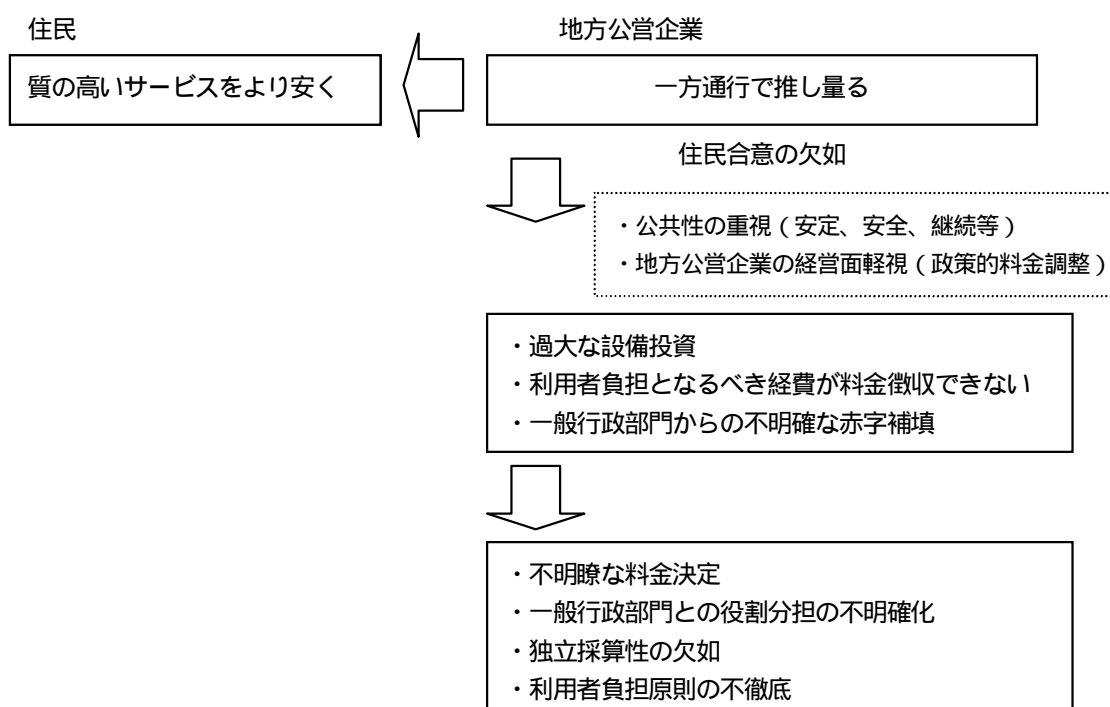 住民
地方公営企業
質の高いサービスをより安く
一方通行で推し量る
住民合意の欠如
・公共性の重視(安定、安全、継続等)
・地方公営企業の経営面軽視(政策的料金調整)
・過大な設備投資
・利用者負担となるべき経費が料金徴収できない
・一般行政部門からの不明確な赤字補填
・不明瞭な料金決定
・一般行政部門との役割分担の不明確化
・独立採算性の欠如
・利用者負担原則の不徹底